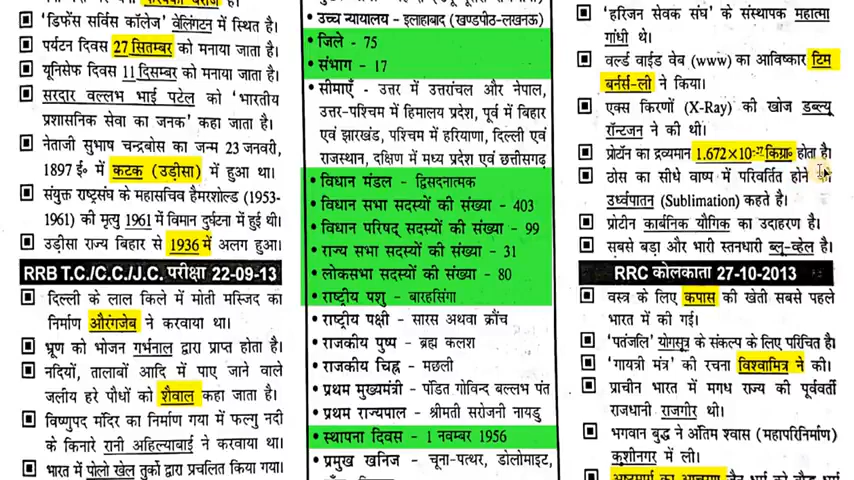 'डिफेंस सर्विस कॉलेज' वेलिंगटन में स्थित है।
पर्यटन दिवस 27 सितम्बर को मनाया जाता है।
यूनिसेफ दिवस 11 दिसम्बर को मनाया जाता है।
सरदार वल्लभ भाई पटेल को 'भारतीय
प्रशासनिक सेवा का जनक' कहा जाता है।
नेताजी सुभाष चन्द्रबोस का जन्म 23 जनवरी,
1897 ई० में कटक (उड़ीसा) में हुआ था।
संयुक्त राष्ट्रसंघ के महासचिव हैमरशोल्ड (1953-
1961) की मृत्यु 1961 में विमान दुर्घटना में हुई थी।
उड़ीसा राज्य बिहार से 1936 में अलग हुआ।
RRB T.C./C.C./J.C. परीक्षा 22-09-13
दिल्ली के लाल किले में मोती मस्जिद का
निर्माण औरंगजेब ने करवाया था।
भ्रूण को भोजन गर्भनाल द्वारा प्राप्त होता है।
नदियों, तालाबों आदि में पाए जाने वाले
जलीय हरे पौधों को शैवाल कहा जाता है।
विष्णुपद मंदिर का निर्माण गया में फल्गु नदी
के किनारे रानी अहिल्याबाई ने करवाया था।
भारत में पोलो खेल तुर्कों द्वारा प्रचलित किया गया।
• उच्च न्यायालय - इलाहाबाद (खण्डपीठ-लखनऊ)
• जिले - 75
• संभाग - 17
• सीमाएँ - उत्तर में उत्तरांचल और नेपाल,
उत्तर-पश्चिम में हिमालय प्रदेश, पूर्व में बिहार
एवं झारखंड, पश्चिम में हरियाणा, दिल्ली एवं
राजस्थान, दक्षिण में मध्य प्रदेश एवं छत्तीसगढ़
• विधान मंडल - द्विसदनात्मक
• विधान सभा सदस्यों की संख्या - 403
• विधान परिषद् सदस्यों की संख्या - 99
• राज्य सभा सदस्यों की संख्या - 31
• लोकसभा सदस्यों की संख्या - 80
• राष्ट्रीय पशु - बारहसिंगा
• राष्ट्रीय पक्षी - सारस अथवा क्रौंच
• राजकीय पुष्प - ब्रह्म कलश
• राजकीय चिह्न - मछली
• प्रथम मुख्यमंत्री - पंडित गोविन्द बल्लभ पंत
• प्रथम राज्यपाल - श्रीमती सरोजनी नायडु
• स्थापना दिवस - 1 नवम्बर 1956
• प्रमुख खनिज - चूना-पत्थर, डोलोमाइट,
'हरिजन सेवक संघ' के संस्थापक महात्मा
गांधी थे।
वर्ल्ड वाईड वेब (www) का आविष्कार टिम
बर्नर्स-ली ने किया।
एक्स किरणों (X-Ray) की खोज डब्ल्यू
रॉन्टजन ने की थी।
प्रोटॉन का द्रव्यमान 1.672×10⁻²⁷ किग्रा० होता है।
ठोस का सीधे वाष्प में परिवर्तित होने
उर्ध्वपातन (Sublimation) कहते है।
प्रोटीन कार्बनिक यौगिक का उदाहरण है।
सबसे बड़ा और भारी स्तनधारी ब्लू-व्हेल है।
RRC कोलकाता 27-10-2013
वस्त्र के लिए कपास की खेती सबसे पहले
भारत में की गई।
'पतंजलि' योगसूत्र के संकल्प के लिए परिचित है।
'गायत्री मंत्र' की रचना विश्वामित्र ने की।
प्राचीन भारत में मगध राज्य की पूर्ववर्ती
राजधानी राजगीर थी।
भगवान बुद्ध ने अंतिम श्वास (महापरिनिर्माण)
कुशीनगर में ली।